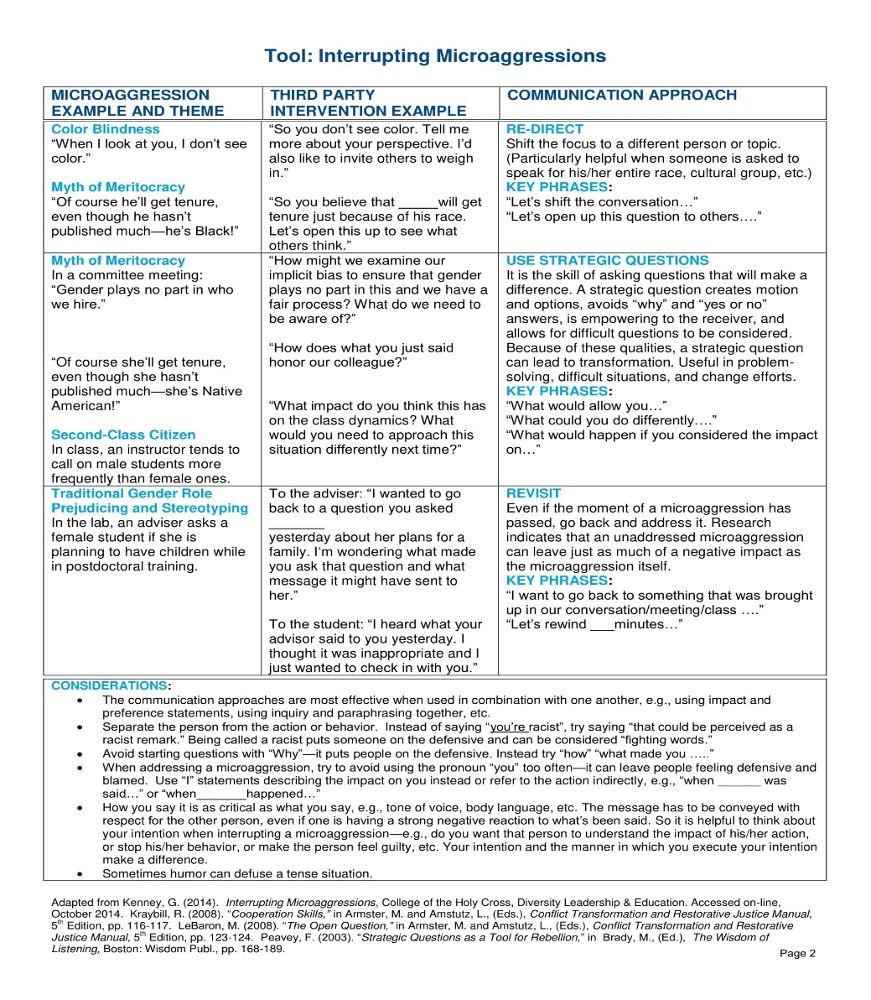 Tool: Interrupting Microaggressions
MICROAGGRESSION
EXAMPLE AND THEME
THIRD PARTY
INTERVENTION EXAMPLE
COMMUNICATION APPROACH
Color Blindness
“When I look at you, I don’t see
color.”
Myth of Meritocracy
“Of course he’ll get tenure,
even though he hasn’t
published much—he’s Black!”
“So you don’t see color. Tell me
more about your perspective. I’d
also like to invite others to weigh
in.”
“So you believe that _____will get
tenure just because of his race.
Let’s open this up to see what
others think.”
RE-DIRECT
Shift the focus to a different person or topic.
(Particularly helpful when someone is asked to
speak for his/her entire race, cultural group, etc.)
KEY PHRASES:
“Let’s shift the conversation…”
“Let’s open up this question to others….”
Myth of Meritocracy
In a committee meeting:
“Gender plays no part in who
we hire.”
“Of course she’ll get tenure,
even though she hasn’t
published much—she’s Native
American!”
Second-Class Citizen
In class, an instructor tends to
call on male students more
frequently than female ones.
“How might we examine our
implicit bias to ensure that gender
plays no part in this and we have a
fair process? What do we need to
be aware of?”
“How does what you just said
honor our colleague?”
“What impact do you think this has
on the class dynamics? What
would you need to approach this
situation differently next time?”
USE STRATEGIC QUESTIONS
It is the skill of asking questions that will make a
difference. A strategic question creates motion
and options, avoids “why” and “yes or no”
answers, is empowering to the receiver, and
allows for difficult questions to be considered.
Because of these qualities, a strategic question
can lead to transformation. Useful in problem-
solving, difficult situations, and change efforts.
KEY PHRASES:
“What would allow you…”
“What could you do differently….”
“What would happen if you considered the impact
on…”
Traditional Gender Role
Prejudicing and Stereotyping
In the lab, an adviser asks a
female student if she is
planning to have children while
in postdoctoral training.
To the adviser: “I wanted to go
back to a question you asked
________
yesterday about her plans for a
family. I‘m wondering what made
you ask that question and what
message it might have sent to
her.”
To the student: “I heard what your
advisor said to you yesterday. I
thought it was inappropriate and I
just wanted to check in with you.”
REVISIT
Even if the moment of a microaggression has
passed, go back and address it. Research
indicates that an unaddressed microaggression
can leave just as much of a negative impact as
the microaggression itself.
KEY PHRASES:
“I want to go back to something that was brought
up in our conversation/meeting/class ….”
“Let’s rewind ___minutes…”
CONSIDERATIONS:
• The communication approaches are most effective when used in combination with one another, e.g., using impact and
preference statements, using inquiry and paraphrasing together, etc.
• Separate the person from the action or behavior. Instead of saying “you’re racist”, try saying “that could be perceived as a
racist remark.” Being called a racist puts someone on the defensive and can be considered “fighting words.”
• Avoid starting questions with “Why”—it puts people on the defensive. Instead try “how” “what made you …..”
• When addressing a microaggression, try to avoid using the pronoun “you” too often—it can leave people feeling defensive and
blamed. Use “I” statements describing the impact on you instead or refer to the action indirectly, e.g., “when ______ was
said…” or “when_______happened…”
• How you say it is as critical as what you say, e.g., tone of voice, body language, etc. The message has to be conveyed with
respect for the other person, even if one is having a strong negative reaction to what’s been said. So it is helpful to think about
your intention when interrupting a microaggression—e.g., do you want that person to understand the impact of his/her action,
or stop his/her behavior, or make the person feel guilty, etc. Your intention and the manner in which you execute your intention
make a difference.
• Sometimes humor can defuse a tense situation.
Adapted from Kenney, G. (2014). Interrupting Microaggressions, College of the Holy Cross, Diversity Leadership & Education. Accessed on-line,
October 2014. Kraybill, R. (2008). “Cooperation Skills,” in Armster, M. and Amstutz, L., (Eds.), Conflict Transformation and Restorative Justice Manual,
5th Edition, pp. 116-117. LeBaron, M. (2008). “The Open Question,” in Armster, M. and Amstutz, L., (Eds.), Conflict Transformation and Restorative
Justice Manual, 5th Edition, pp. 123-124. Peavey, F. (2003). “Strategic Questions as a Tool for Rebellion,” in Brady, M., (Ed.), The Wisdom of
Listening, Boston: Wisdom Publ., pp. 168-189.
Page 2